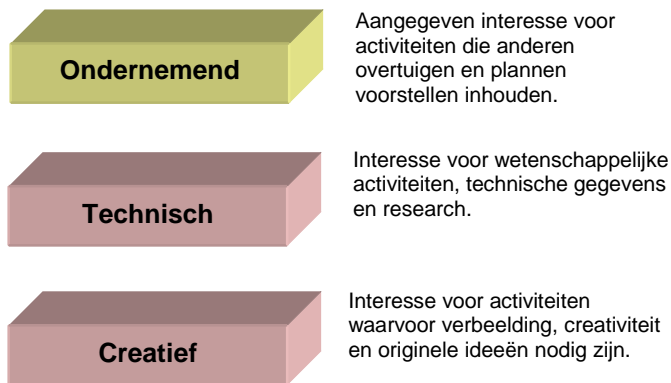 Ondernemend
Aangegeven interesse voor
activiteiten die anderen
overtuigen en plannen
voorstellen inhouden.
Technisch
Interesse voor wetenschappelijke
activiteiten, technische gegevens
en research.
Creatief
Interesse voor activiteiten
waarvoor verbeelding, creativiteit
en originele ideeën nodig zijn.